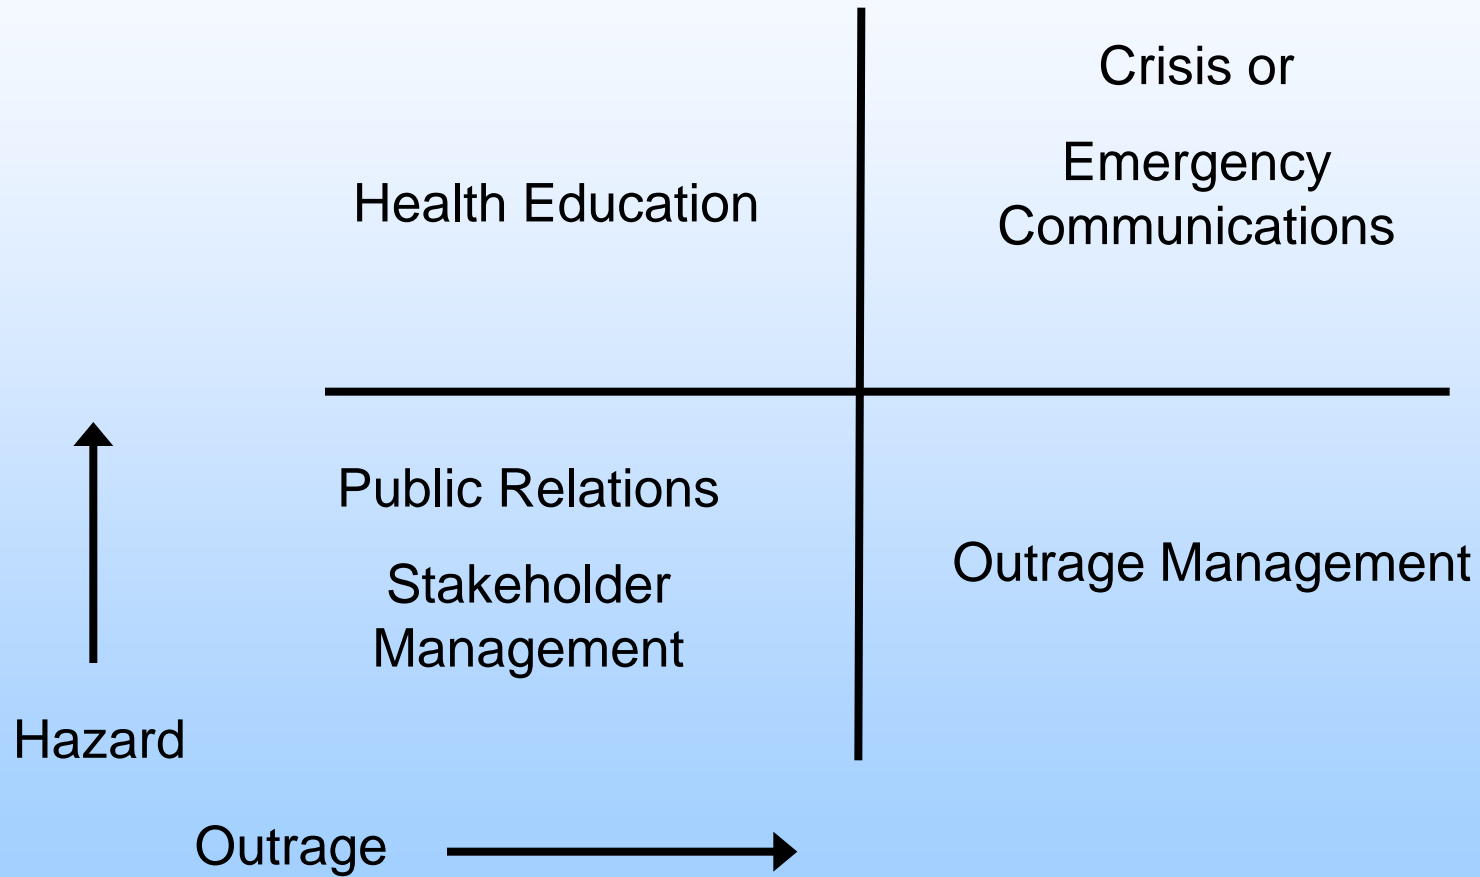 Health Education
Crisis or
Emergency
Communications
Public Relations
Stakeholder
Management
Outrage Management
Hazard
Outrage